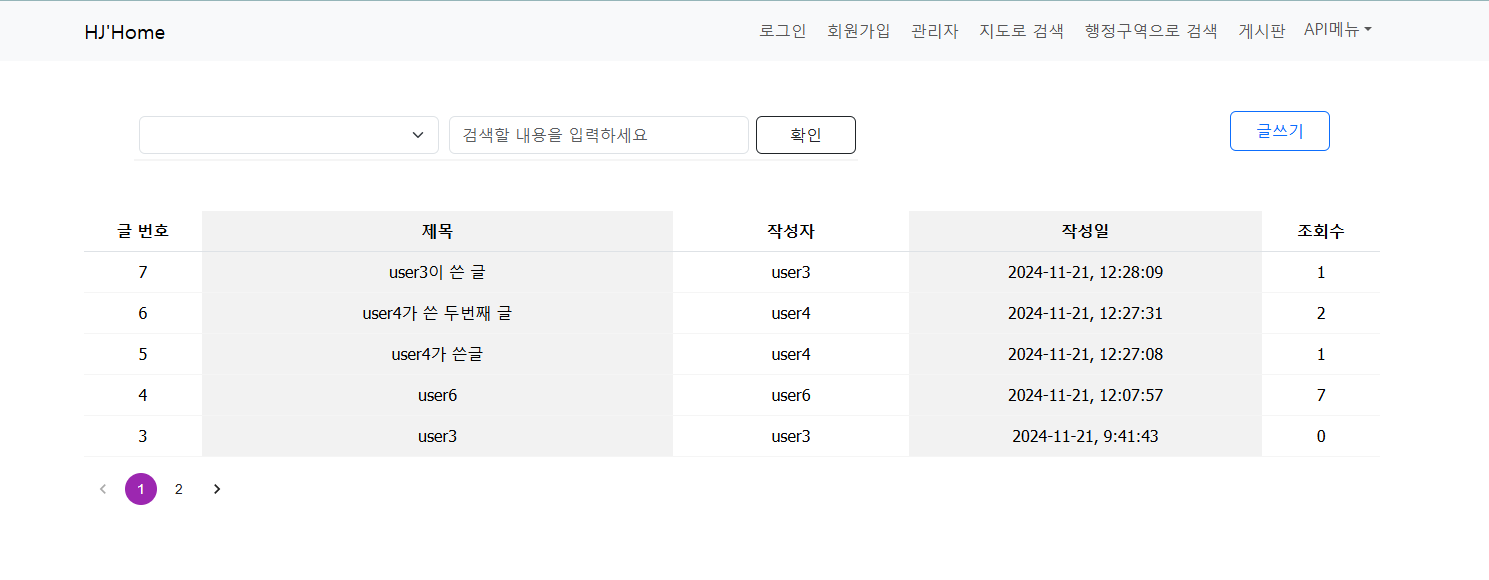 HJ'Home 로그인 회원가입 관리자 지도로 검색 행정구역으로 검색 게시판 API메뉴
검색할 내용을 입력하세요 확인 글쓰기
글 번호 제목 작성자 작성일 조회수
7 user3이 쓴 글 user3 2024-11-21, 12:28:09 1
6 user4가 쓴 두번째 글 user4 2024-11-21, 12:27:31 2
5 user4가 쓴글 user4 2024-11-21, 12:27:08 1
4 user6 user6 2024-11-21, 12:07:57 7
3 user3 user3 2024-11-21, 9:41:43 0
1 2